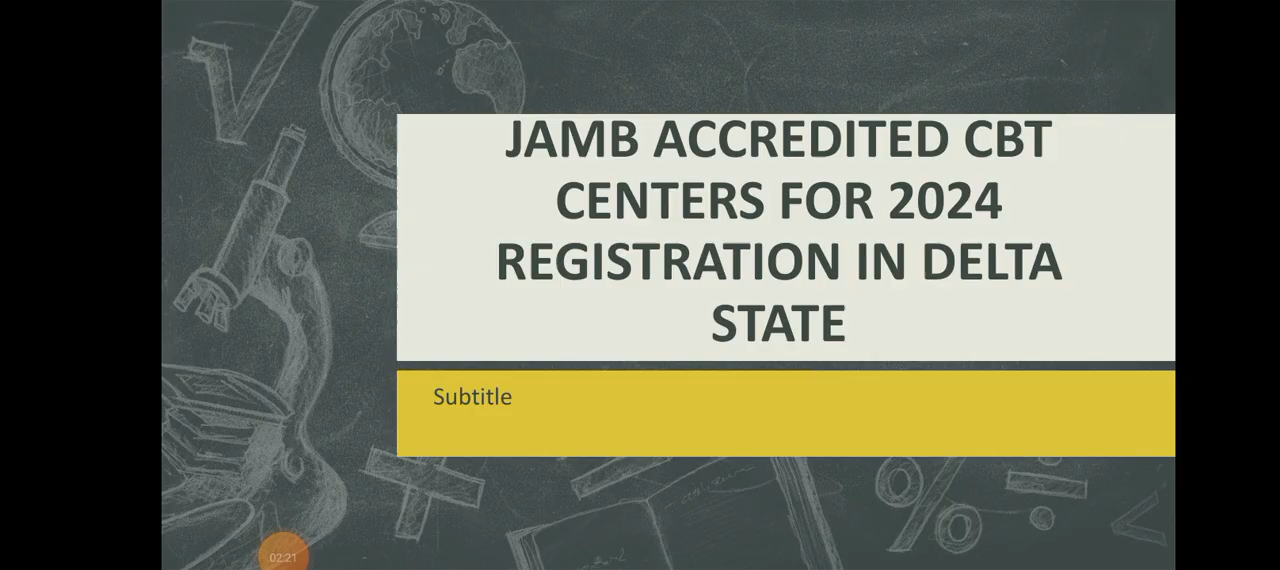 JAMB ACCREDITED CBT
CENTERS FOR 2024
REGISTRATION IN DELTA
STATE
Subtitle
02:21